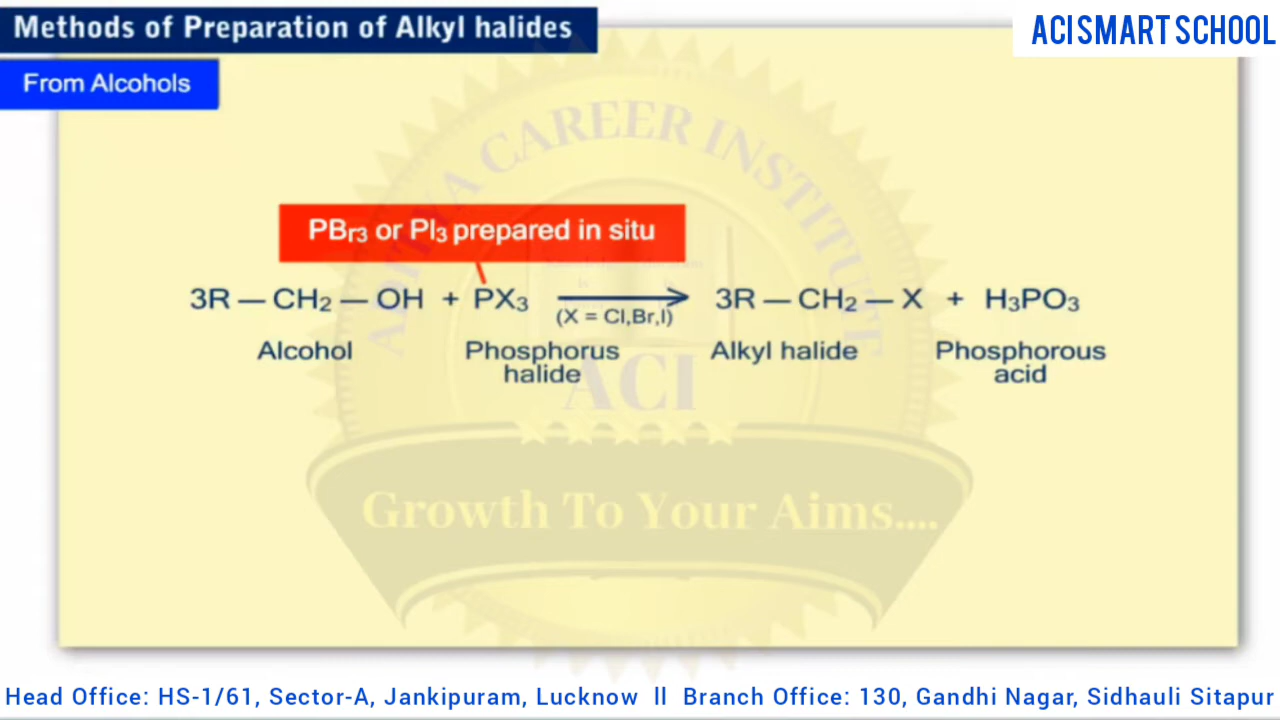 Methods of Preparation of Alkyl halides
ACI SMART SCHOOL
From Alcohols
ADITYA CAREER INSTITUTE
PBr₃ or PI₃ prepared in situ
3R — CH₂ — OH + PX₃ ⟶ 3R — CH₂ — X + H₃PO₃
(X = Cl,Br,I)
Alcohol Phosphorus halide Alkyl halide Phosphorous acid
ACI
Growth To Your Aims....
Head Office: HS-1/61, Sector-A, Jankipuram, Lucknow ll Branch Office: 130, Gandhi Nagar, Sidhauli Sitapur